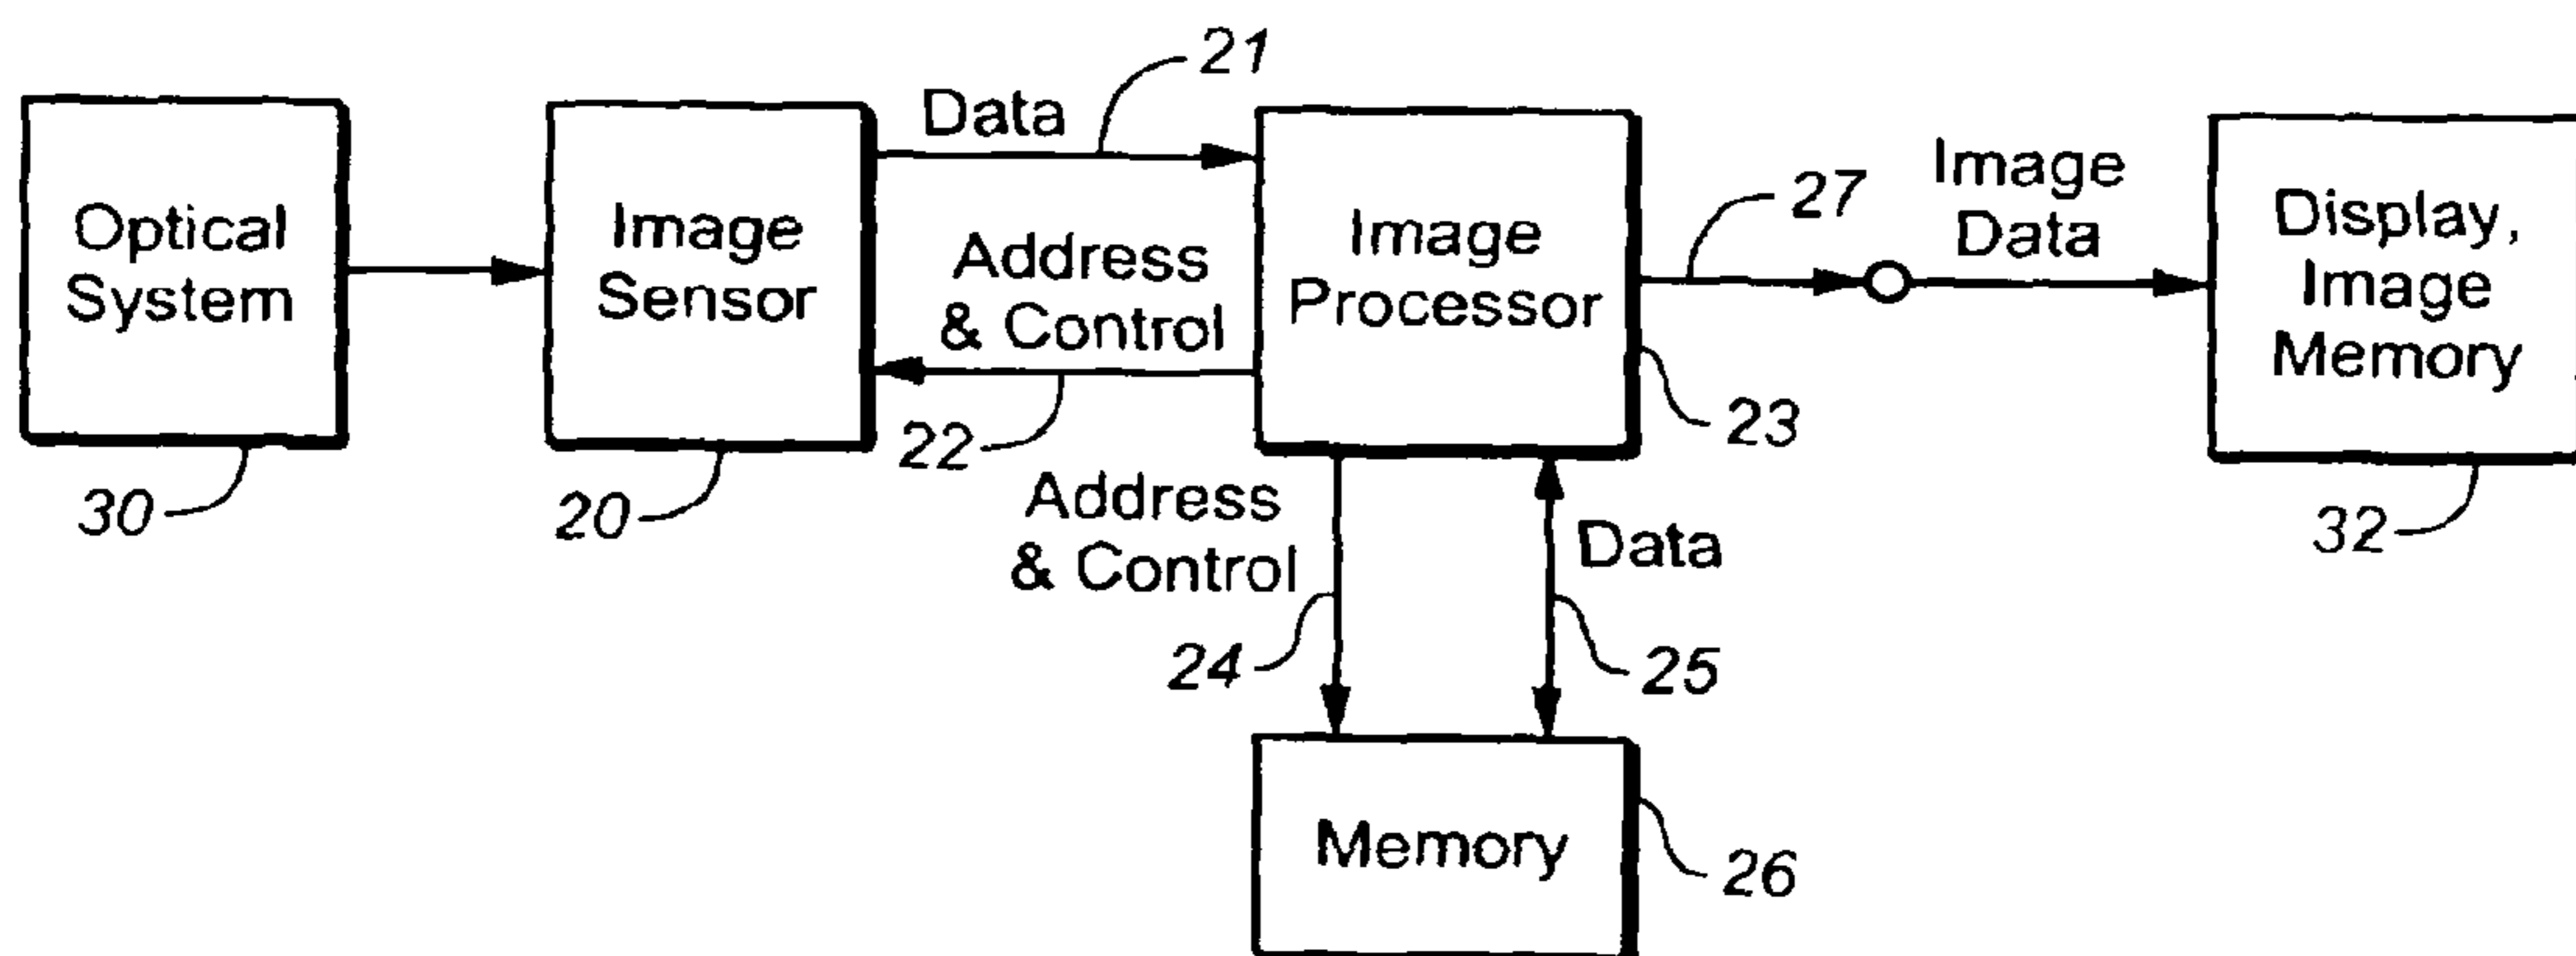 21
Data
Optical
System
Image
Sensor
Address
& Control
Image
Processor
27
Image
Data
Display,
Image
Memory
22
23
30
20
Address
& Control
Data
32
24
25
Memory
26